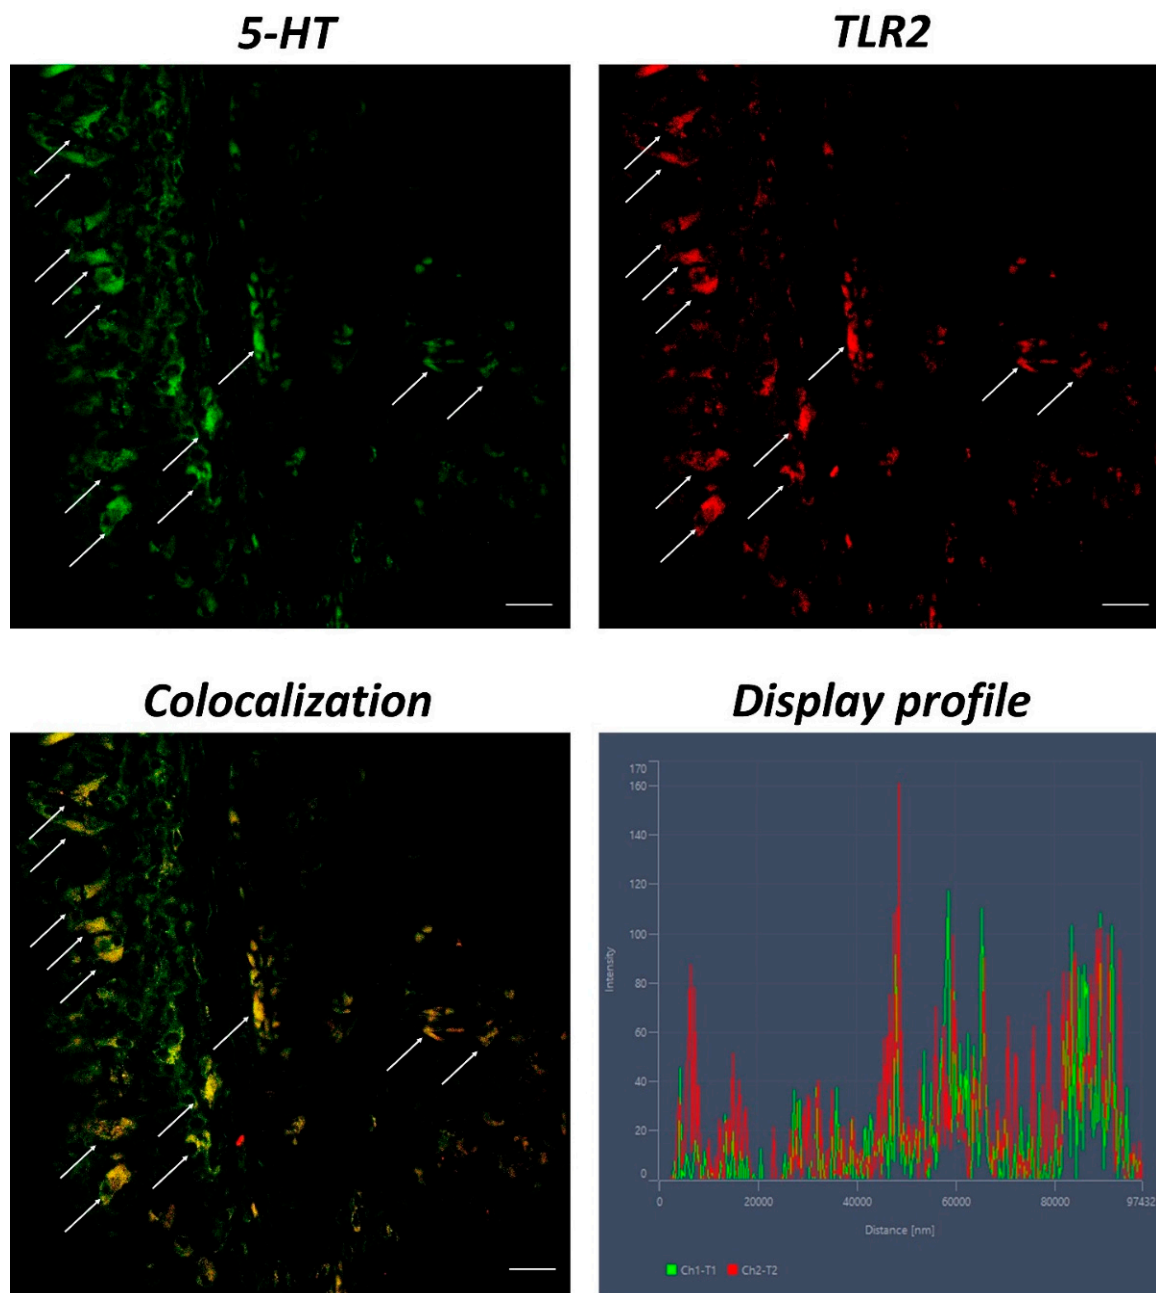 5-HT
TLR2
Colocalization
Display profile
170
160
140
120
100
80
60
40
20
0
Intensity
0 20000 40000 60000 80000 97432
Distance [nm]
Ch1-T1 Ch2-T2